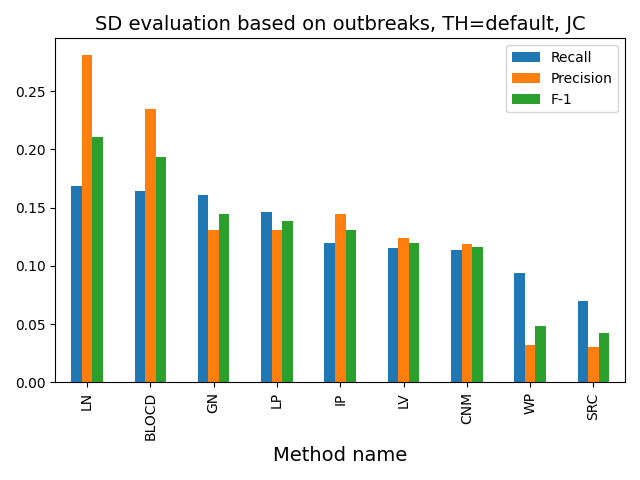 SD evaluation based on outbreaks, TH=default, JC
Recall
Precision
F-1
0.25
0.20
0.15
0.10
0.05
0.00
LN
BLOCD
GN
LP
IP
LV
CNM
WP
SRC
Method name